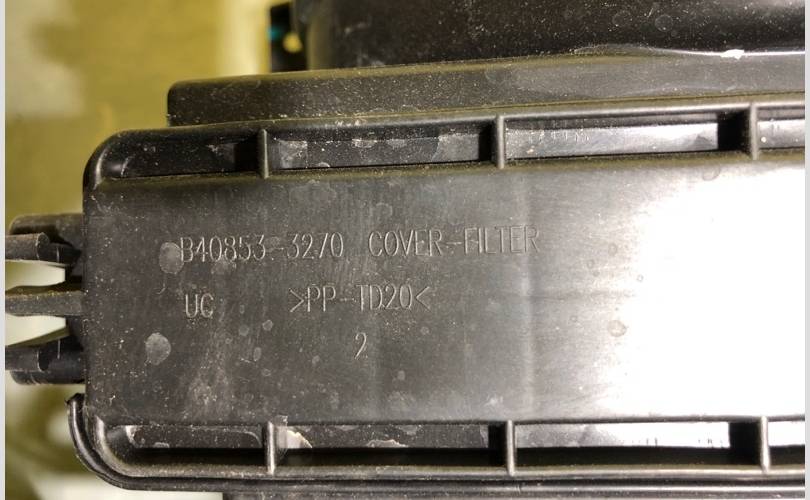 B40853-3270 COVER-FILTER
UC >PP-TD20<
2